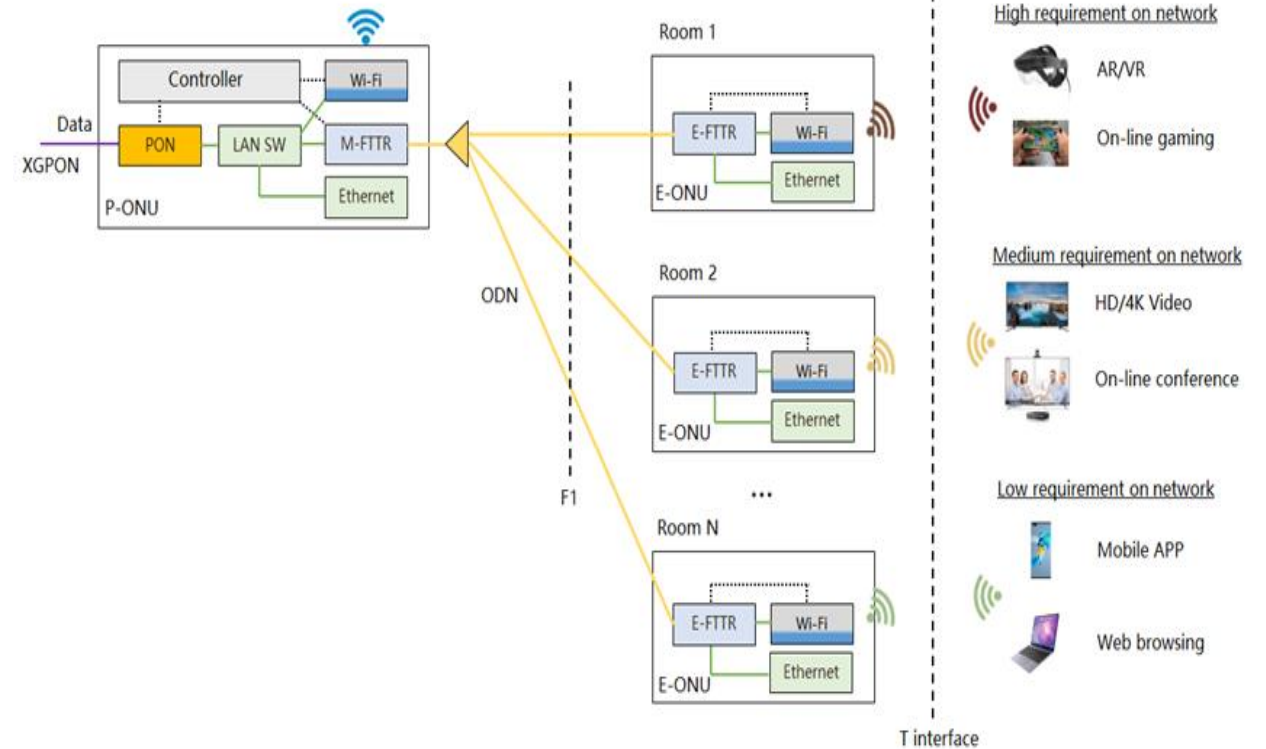 Data
XGPON
Controller
Wi-Fi
PON
LAN SW
M-FTTR
Ethernet
P-ONU
ODN
F1
Room 1
E-FTTR
Wi-Fi
Ethernet
E-ONU
Room 2
E-FTTR
Wi-Fi
Ethernet
E-ONU
...
Room N
E-FTTR
Wi-Fi
Ethernet
E-ONU
T interface
High requirement on network
AR/VR
On-line gaming
Medium requirement on network
HD/4K Video
On-line conference
Low requirement on network
Mobile APP
Web browsing